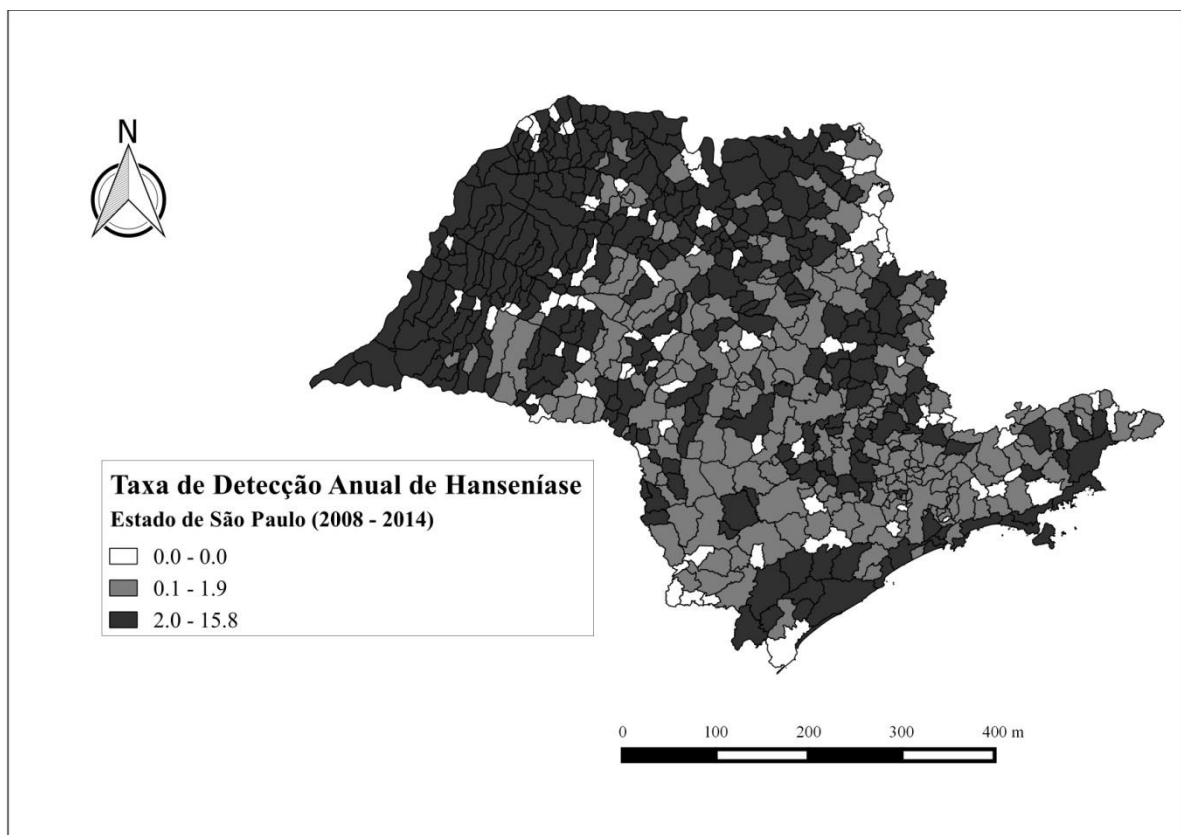 N
Taxa de Detecção Anual de Hanseníase
Estado de São Paulo (2008 - 2014)
0.0 - 0.0
0.1 - 1.9
2.0 - 15.8
0 100 200 300 400 m